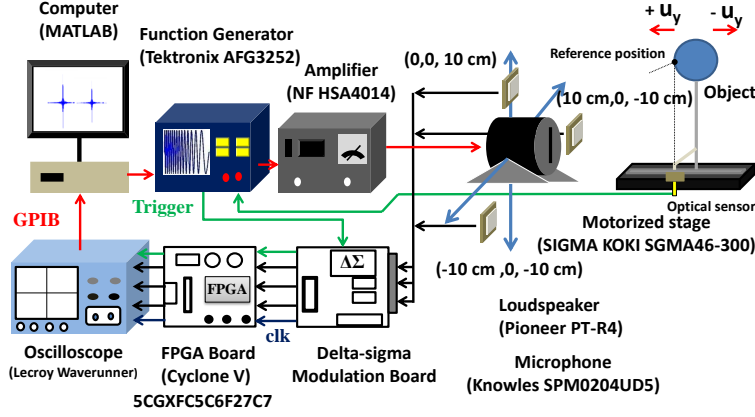 Computer
(MATLAB)
Function Generator
(Tektronix AFG3252)
Amplifier
(NF HSA4014)
(0,0, 10 cm)
+ uy
- uy
Reference position
(10 cm,0, -10 cm)
Object
Optical sensor
Motorized stage
(SIGMA KOKI SGMA46-300)
GPIB
Trigger
ΔΣ
FPGA
(-10 cm ,0, -10 cm)
clk
Loudspeaker
(Pioneer PT-R4)
Oscilloscope
(Lecroy Waverunner)
FPGA Board
(Cyclone V)
5CGXFC5C6F27C7
Delta-sigma
Modulation Board
Microphone
(Knowles SPM0204UD5)